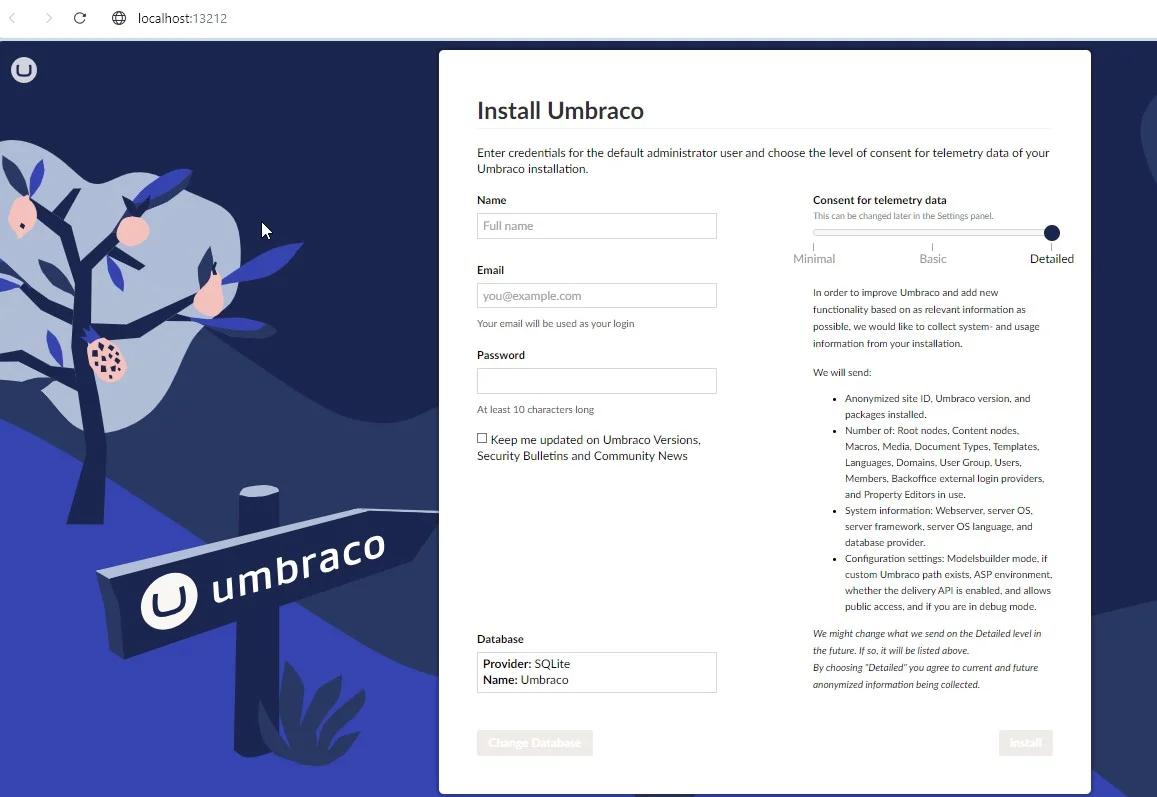 localhost:13212
Install Umbraco
Enter credentials for the default administrator user and choose the level of consent for telemetry data of your
Umbraco installation.
Name
Full name
Email
you@example.com
Your email will be used as your login
Password
At least 10 characters long
Keep me updated on Umbraco Versions,
Security Bulletins and Community News
Database
Provider: SQLite
Name: Umbraco
Change Database
Consent for telemetry data
This can be changed later in the Settings panel.
Minimal Basic Detailed
In order to improve Umbraco and add new
functionality based on as relevant information as
possible, we would like to collect system- and usage
information from your installation.
We will send:
• Anonymized site ID, Umbraco version, and
packages installed.
• Number of: Root nodes, Content nodes,
Macros, Media, Document Types, Templates,
Languages, Domains, User Group, Users,
Members, Backoffice external login providers,
and Property Editors in use.
• System information: Webserver, server OS,
server framework, server OS language, and
database provider.
• Configuration settings: Modelsbuilder mode, if
custom Umbraco path exists, ASP environment,
whether the delivery API is enabled, and allows
public access, and if you are in debug mode.
We might change what we send on the Detailed level in
the future. If so, it will be listed above.
By choosing "Detailed" you agree to current and future
anonymized information being collected.
Install
umbraco